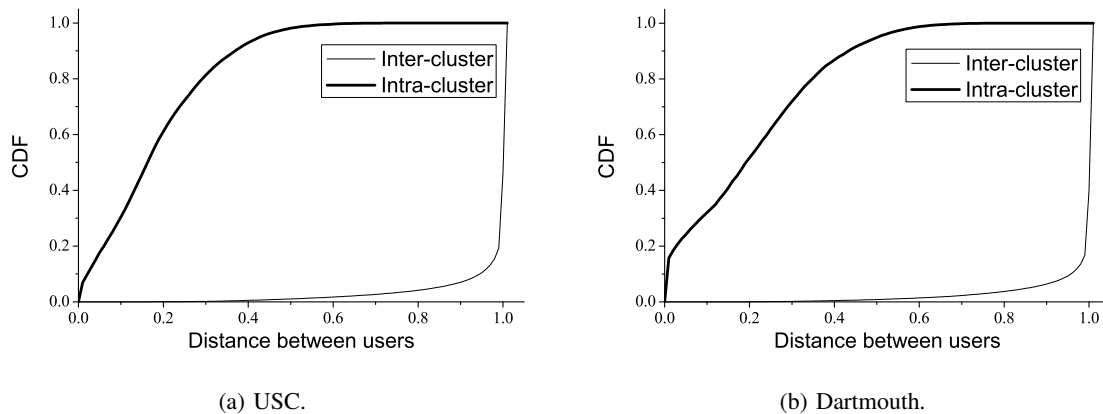 1.0
0.8
0.6
0.4
0.2
0.0
CDF
0.0 0.2 0.4 0.6 0.8 1.0
Distance between users
Inter-cluster
Intra-cluster
(a) USC.
1.0
0.8
0.6
0.4
0.2
0.0
CDF
0.0 0.2 0.4 0.6 0.8 1.0
Distance between users
Inter-cluster
Intra-cluster
(b) Dartmouth.